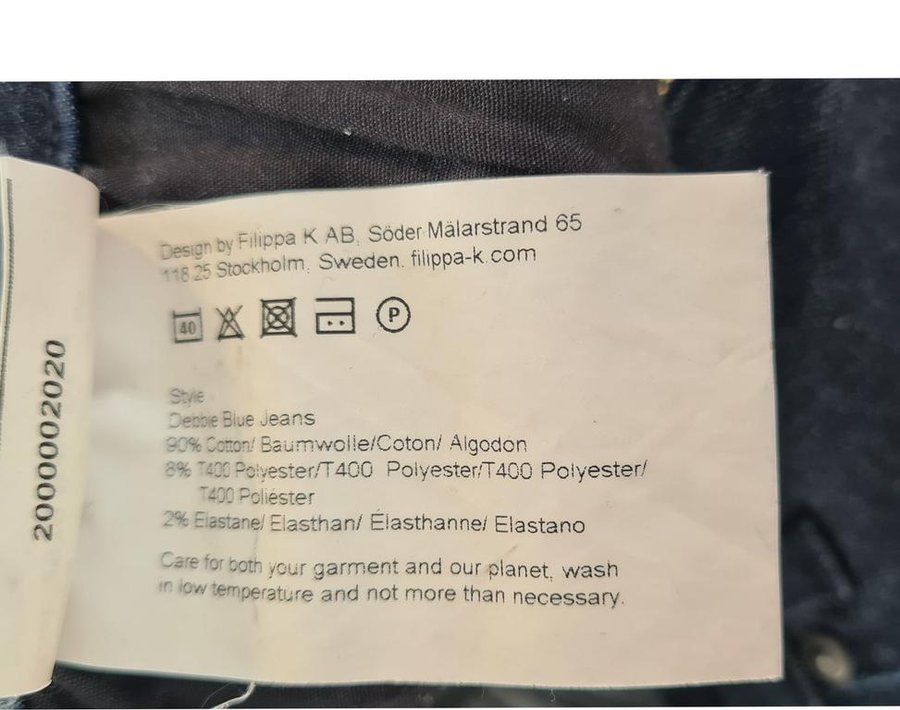 Design by Filippa K AB, Söder Mälarstrand 65
118 25 Stockholm, Sweden. filippa-k.com
40
P
Style
Debbie Blue Jeans
90% Cotton/ Baumwolle/Coton/ Algodon
8% T400 Polyester/T400 Polyester/T400 Polyester/
T400 Poliéster
2% Elastane/ Elasthan/ Élasthanne/ Elastano
Care for both your garment and our planet, wash
in low temperature and not more than necessary.
2000002020